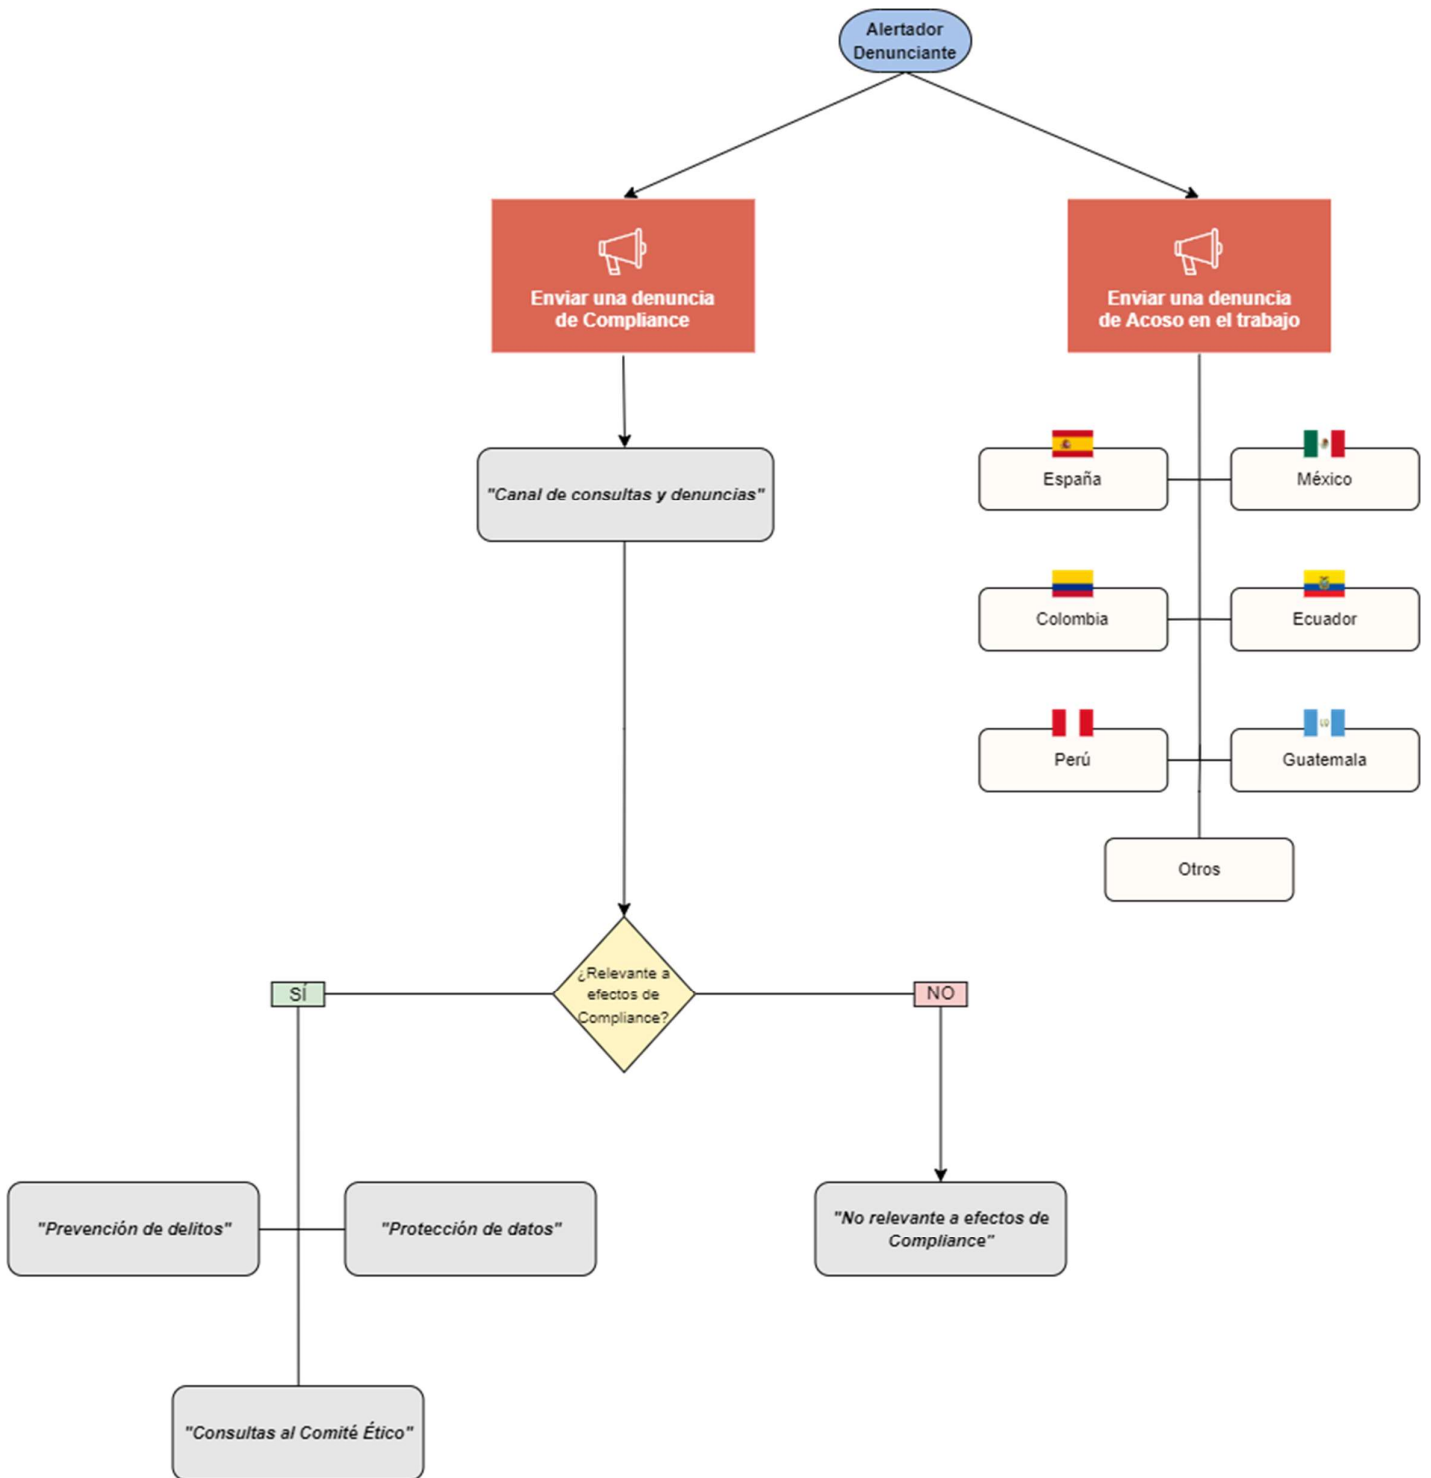 Alertador
Denunciante
Enviar una denuncia
de Compliance
Enviar una denuncia
de Acoso en el trabajo
"Canal de consultas y denuncias"
España
México
Colombia
Ecuador
Perú
Guatemala
Otros
¿Relevante a
efectos de
Compliance?
SÍ
NO
"Prevención de delitos"
"Protección de datos"
"No relevante a efectos de
Compliance"
"Consultas al Comité Ético"